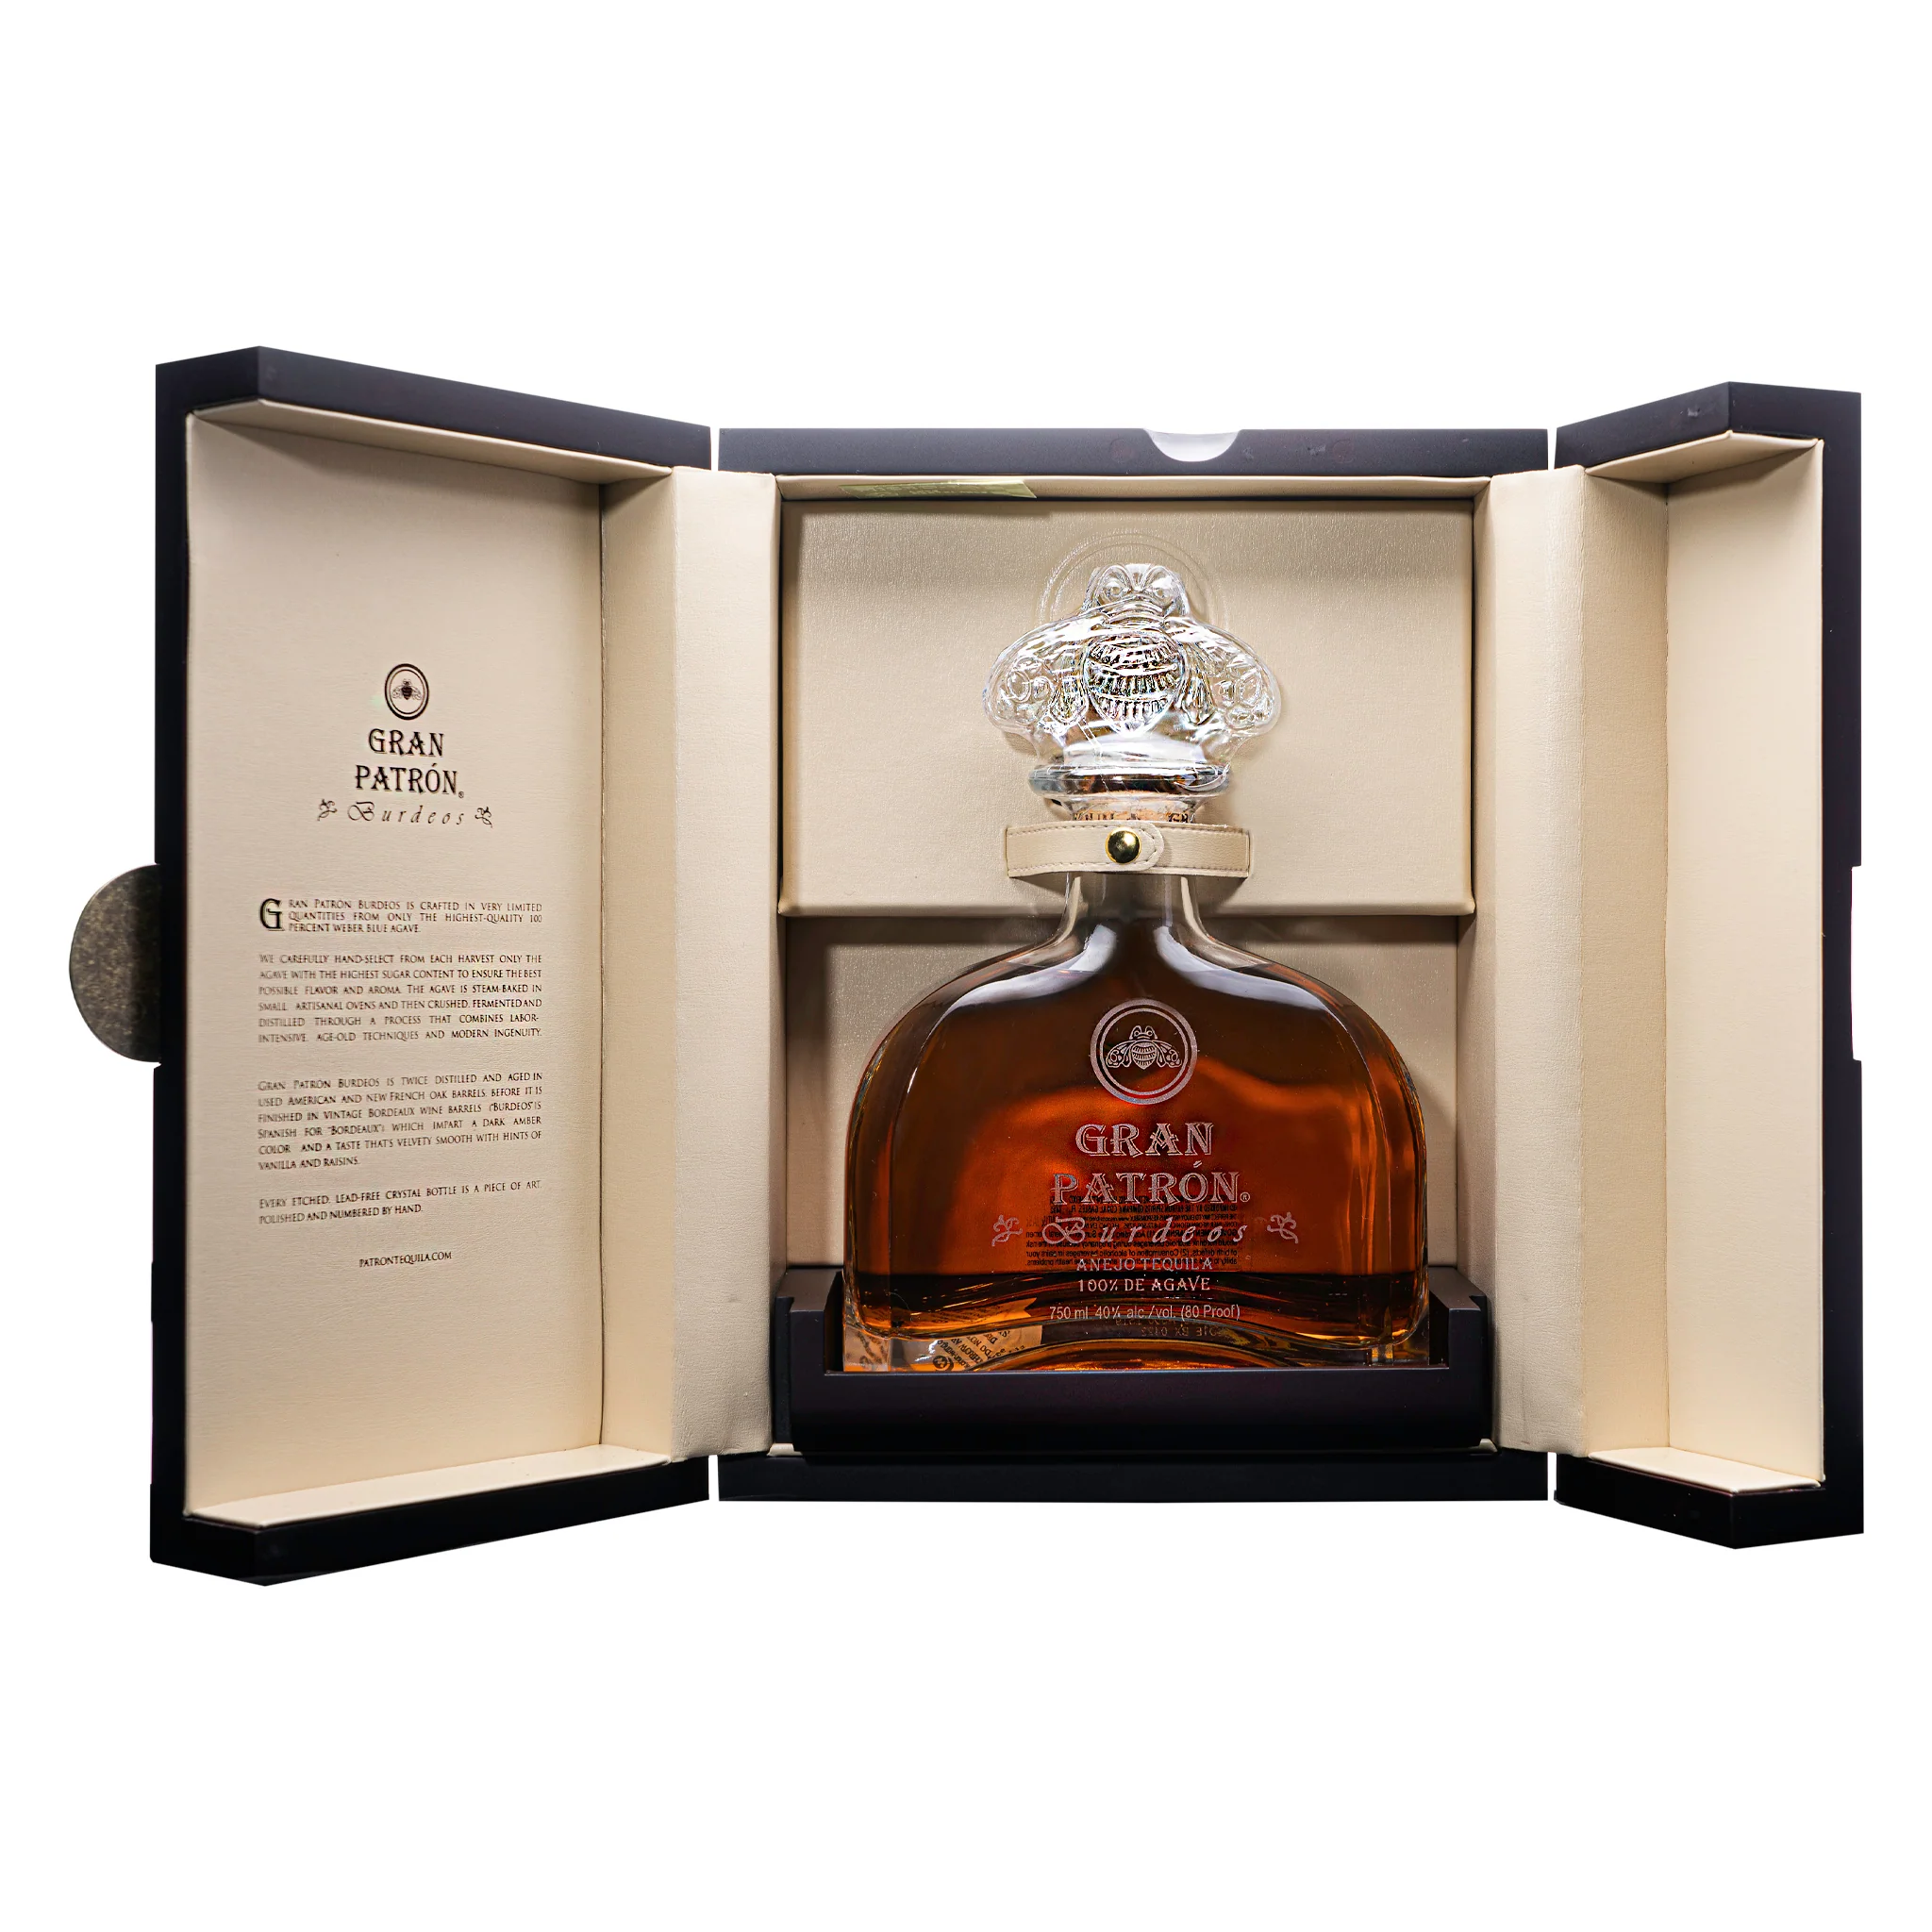 GRAN
PATRÓN®
Burdeos
GRAN PATRÓN BURDEOS IS CRAFTED IN VERY LIMITED
QUANTITIES FROM ONLY THE HIGHEST-QUALITY 100
PERCENT WEBER BLUE AGAVE.
WE CAREFULLY HAND-SELECT FROM EACH HARVEST ONLY THE
AGAVE WITH THE HIGHEST SUGAR CONTENT TO ENSURE THE BEST
POSSIBLE FLAVOR AND AROMA. THE AGAVE IS STEAM-BAKED IN
SMALL, ARTISANAL OVENS AND THEN CRUSHED, FERMENTED AND
DISTILLED THROUGH A PROCESS THAT COMBINES LABOR-
INTENSIVE, AGE-OLD TECHNIQUES AND MODERN INGENUITY.
GRAN PATRÓN BURDEOS IS TWICE DISTILLED AND AGED IN
USED AMERICAN AND NEW FRENCH OAK BARRELS, BEFORE IT IS
FINISHED IN VINTAGE BORDEAUX WINE BARRELS ("BURDEOS" IS
SPANISH FOR "BORDEAUX") WHICH IMPART A DARK AMBER
COLOR AND A TASTE THAT'S VELVETY SMOOTH WITH HINTS OF
VANILLA AND RAISINS.
EVERY ETCHED, LEAD-FREE CRYSTAL BOTTLE IS A PIECE OF ART,
POLISHED AND NUMBERED BY HAND.
PATRONTEQUILA.COM
GRAN
PATRÓN®
Burdeos
AÑEJO TEQUILA
100% DE AGAVE
750 ml 40% alc./vol. (80 Proof)